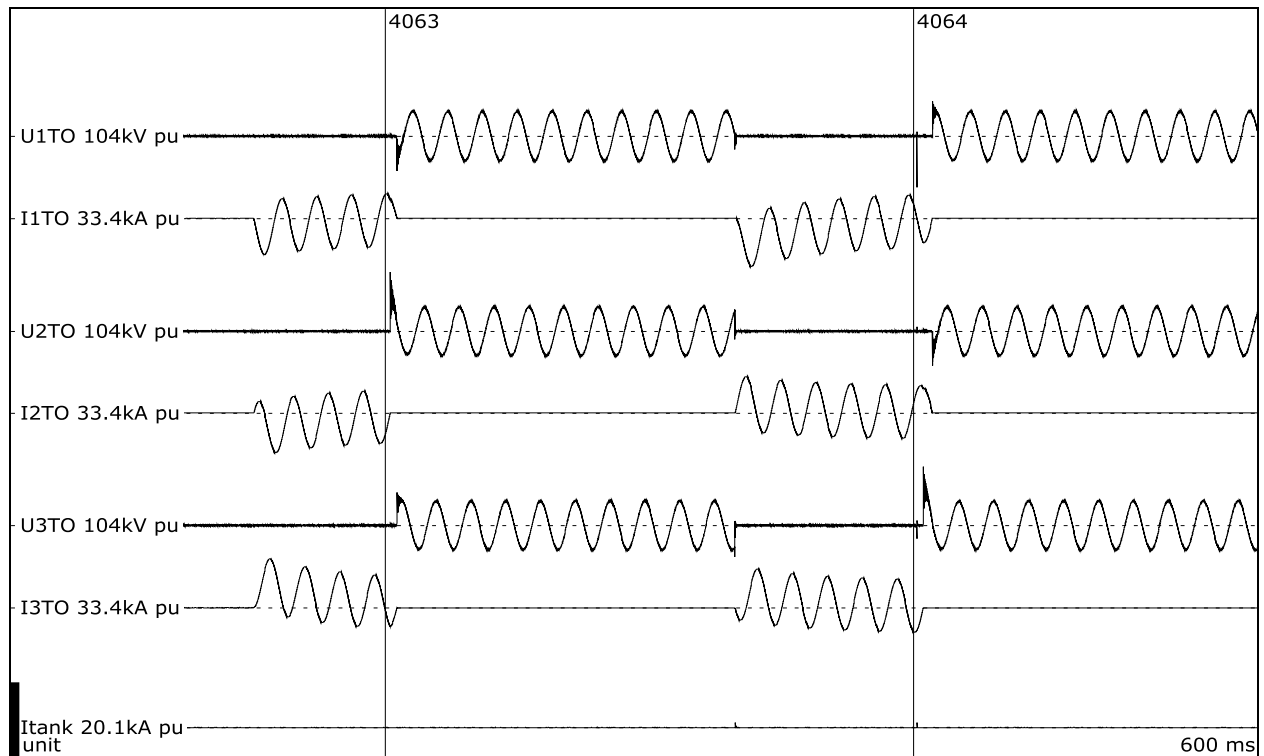 4063 4064
U1TO 104kV pu
I1TO 33.4kA pu
U2TO 104kV pu
I2TO 33.4kA pu
U3TO 104kV pu
I3TO 33.4kA pu
Itank 20.1kA pu
unit 600 ms